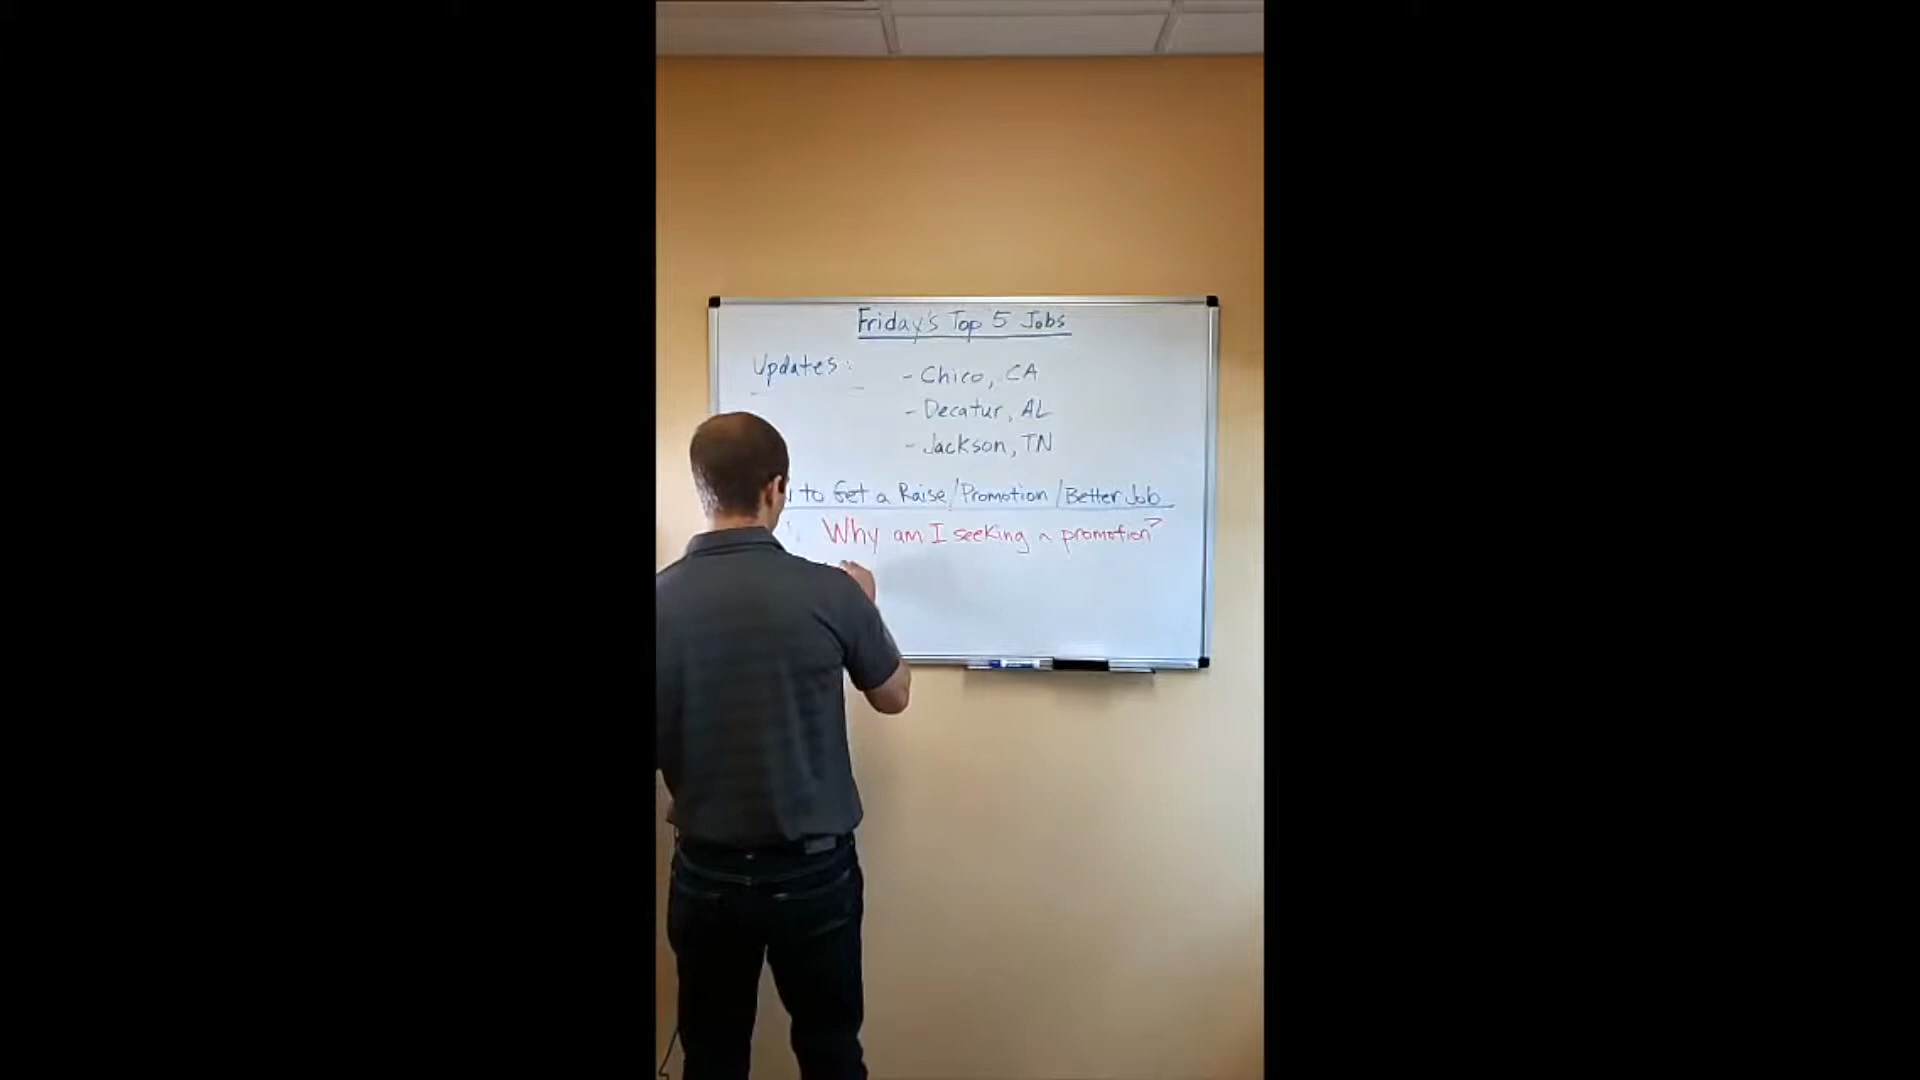 Friday's Top 5 Jobs
Updates:
- Chico, CA
- Decatur, AL
- Jackson, TN
to Get a Raise/Promotion/Better Job
Why am I seeking a promotion?